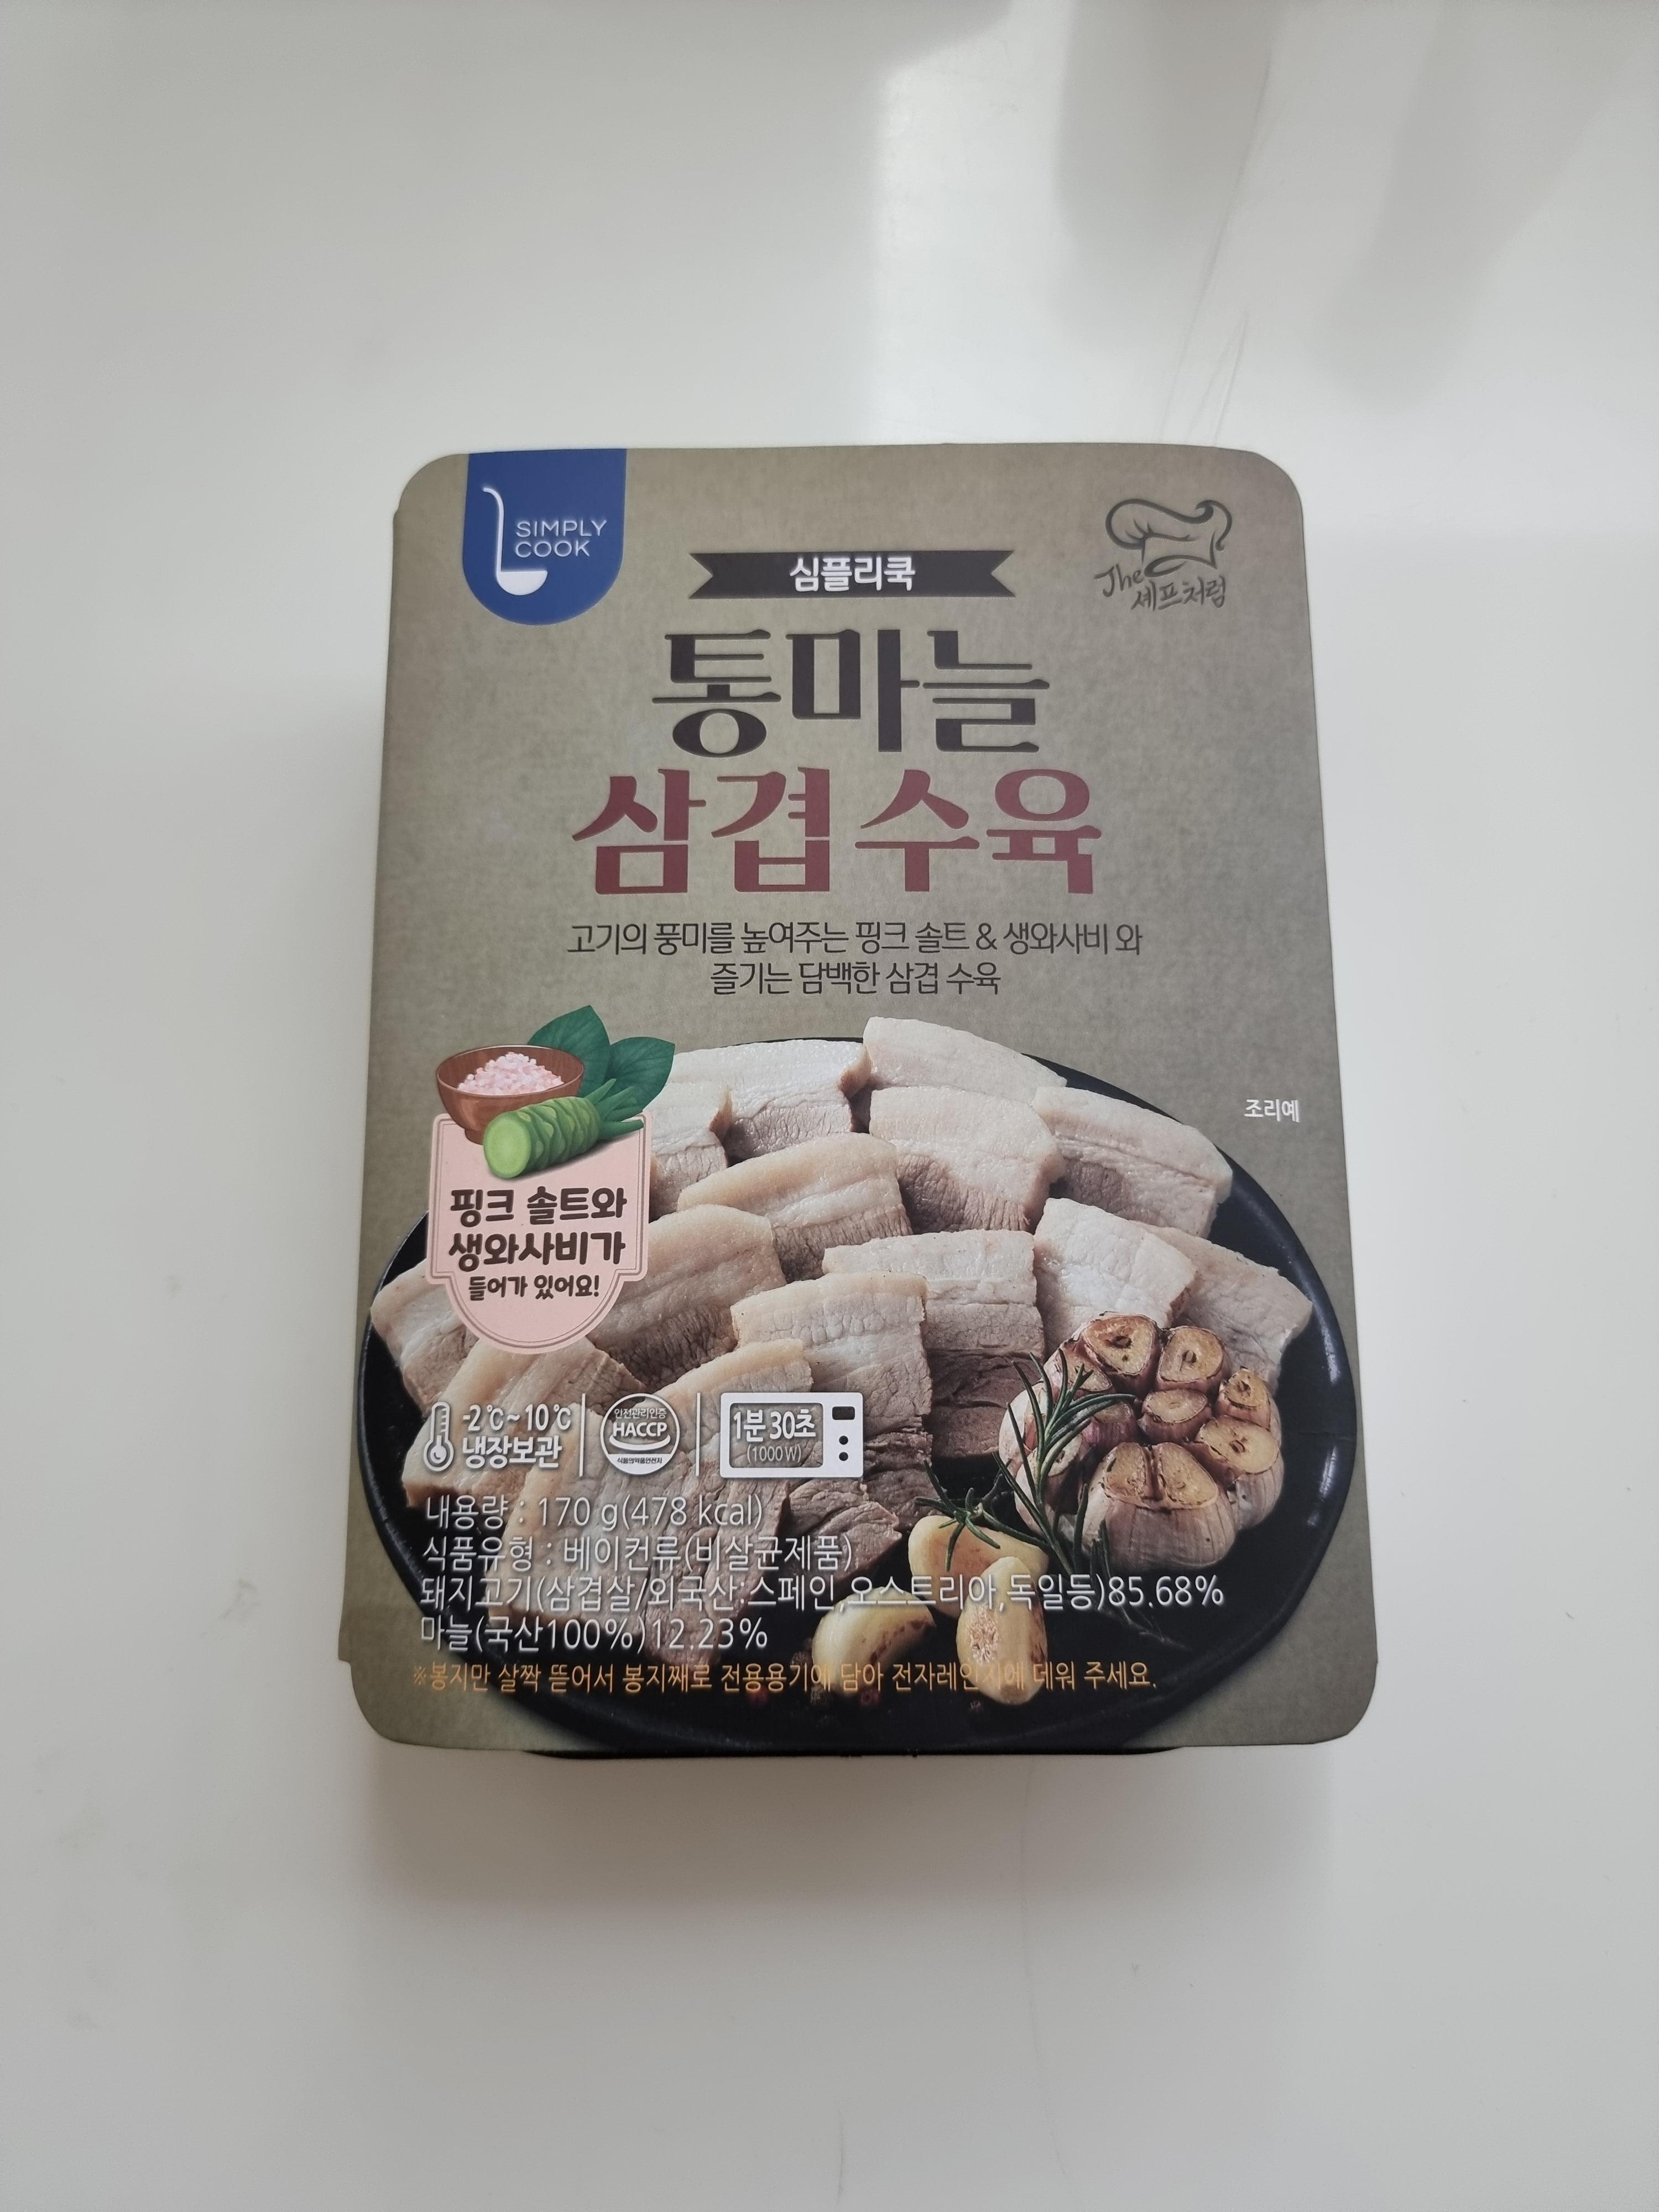 SIMPLY
COOK
심플리쿡
The
셰프처럼
통마늘
삼겹수육
고기의 풍미를 높여주는 핑크 솔트 & 생와사비 와
즐기는 담백한 삼겹 수육
조리예
핑크 솔트와
생와사비가
들어가 있어요!
-2℃~10℃
냉장보관
안전관리인증
HACCP
식품의약품안전처
1분 30초
(1000W)
내용량 : 170 g(478 kcal)
식품유형 : 베이컨류(비살균제품)
돼지고기(삼겹살/외국산:스페인,오스트리아,독일등)85.68%
마늘(국산100%)12.23%
※봉지만 살짝 뜯어서 봉지째로 전용용기에 담아 전자레인지에 데워 주세요.